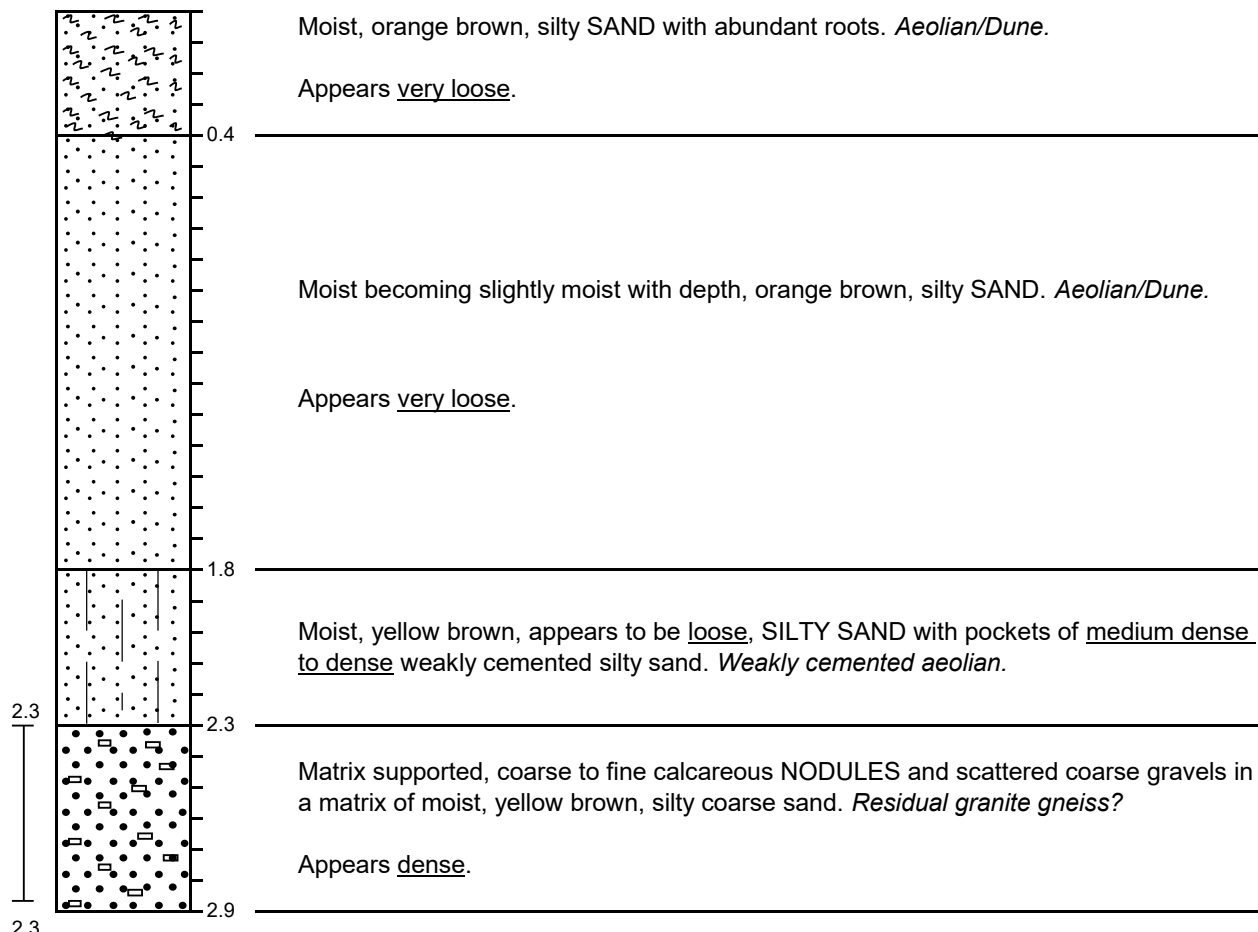 Moist, orange brown, silty SAND with abundant roots. Aeolian/Dune.
Appears very loose.
0.4
Moist becoming slightly moist with depth, orange brown, silty SAND. Aeolian/Dune.
Appears very loose.
1.8
Moist, yellow brown, appears to be loose, SILTY SAND with pockets of medium dense
to dense weakly cemented silty sand. Weakly cemented aeolian.
2.3
2.3
Matrix supported, coarse to fine calcareous NODULES and scattered coarse gravels in
a matrix of moist, yellow brown, silty coarse sand. Residual granite gneiss?
Appears dense.
2.9
2.3